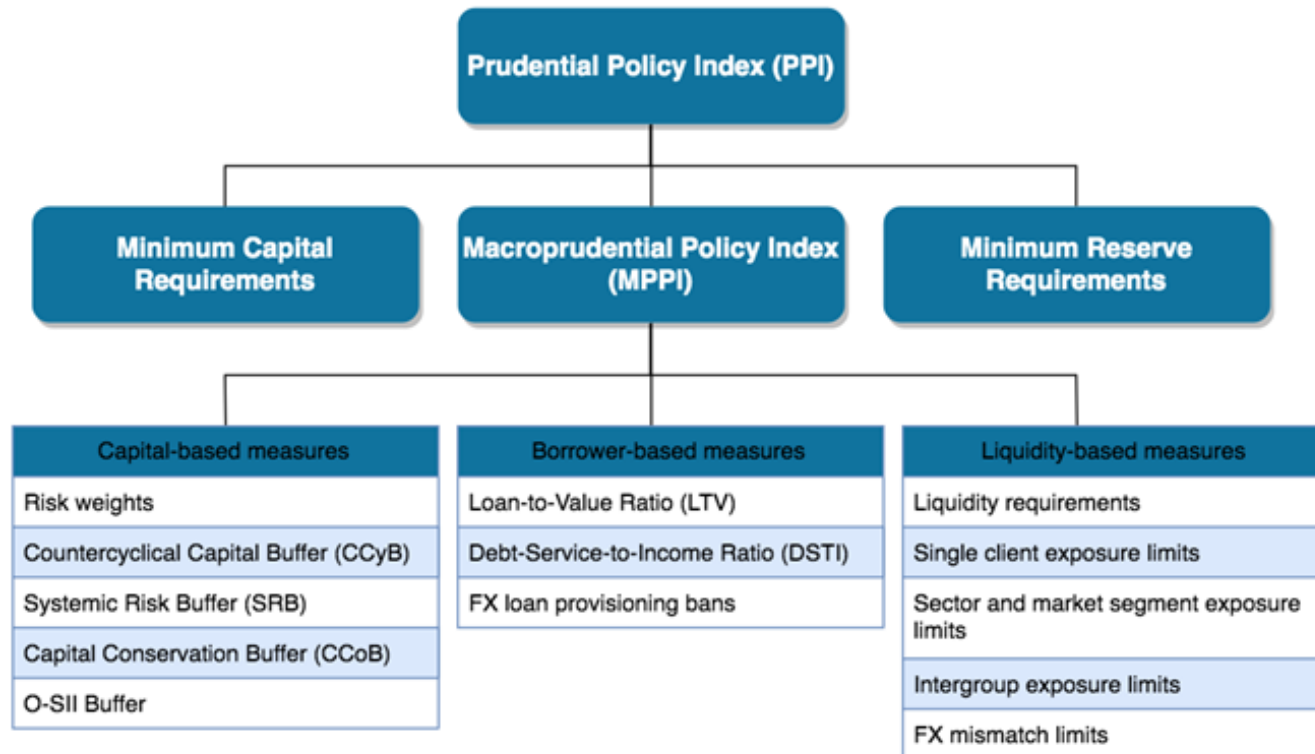 Prudential Policy Index (PPI)
Minimum Capital
Requirements
Macroprudential Policy Index
(MPPI)
Minimum Reserve
Requirements
Capital-based measures
Risk weights
Countercyclical Capital Buffer (CCyB)
Systemic Risk Buffer (SRB)
Capital Conservation Buffer (CCoB)
O-SII Buffer
Borrower-based measures
Loan-to-Value Ratio (LTV)
Debt-Service-to-Income Ratio (DSTI)
FX loan provisioning bans
Liquidity-based measures
Liquidity requirements
Single client exposure limits
Sector and market segment exposure
limits
Intergroup exposure limits
FX mismatch limits